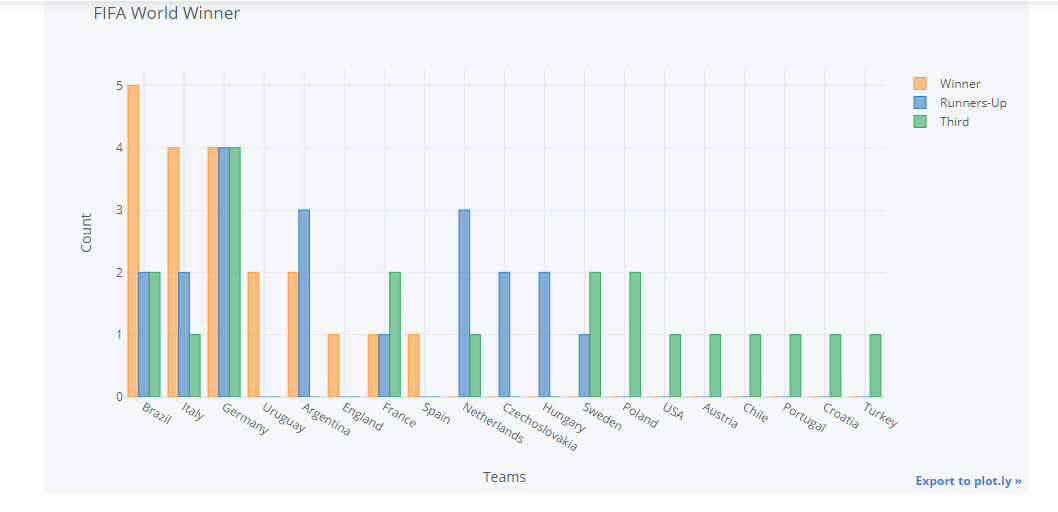 FIFA World Winner
5
4
3
2
1
0
Count
Brazil
Italy
Germany
Uruguay
Argentina
England
France
Spain
Netherlands
Czechoslovakia
Hungary
Sweden
Poland
USA
Austria
Chile
Portugal
Croatia
Turkey
Teams
Winner
Runners-Up
Third
Export to plot.ly »